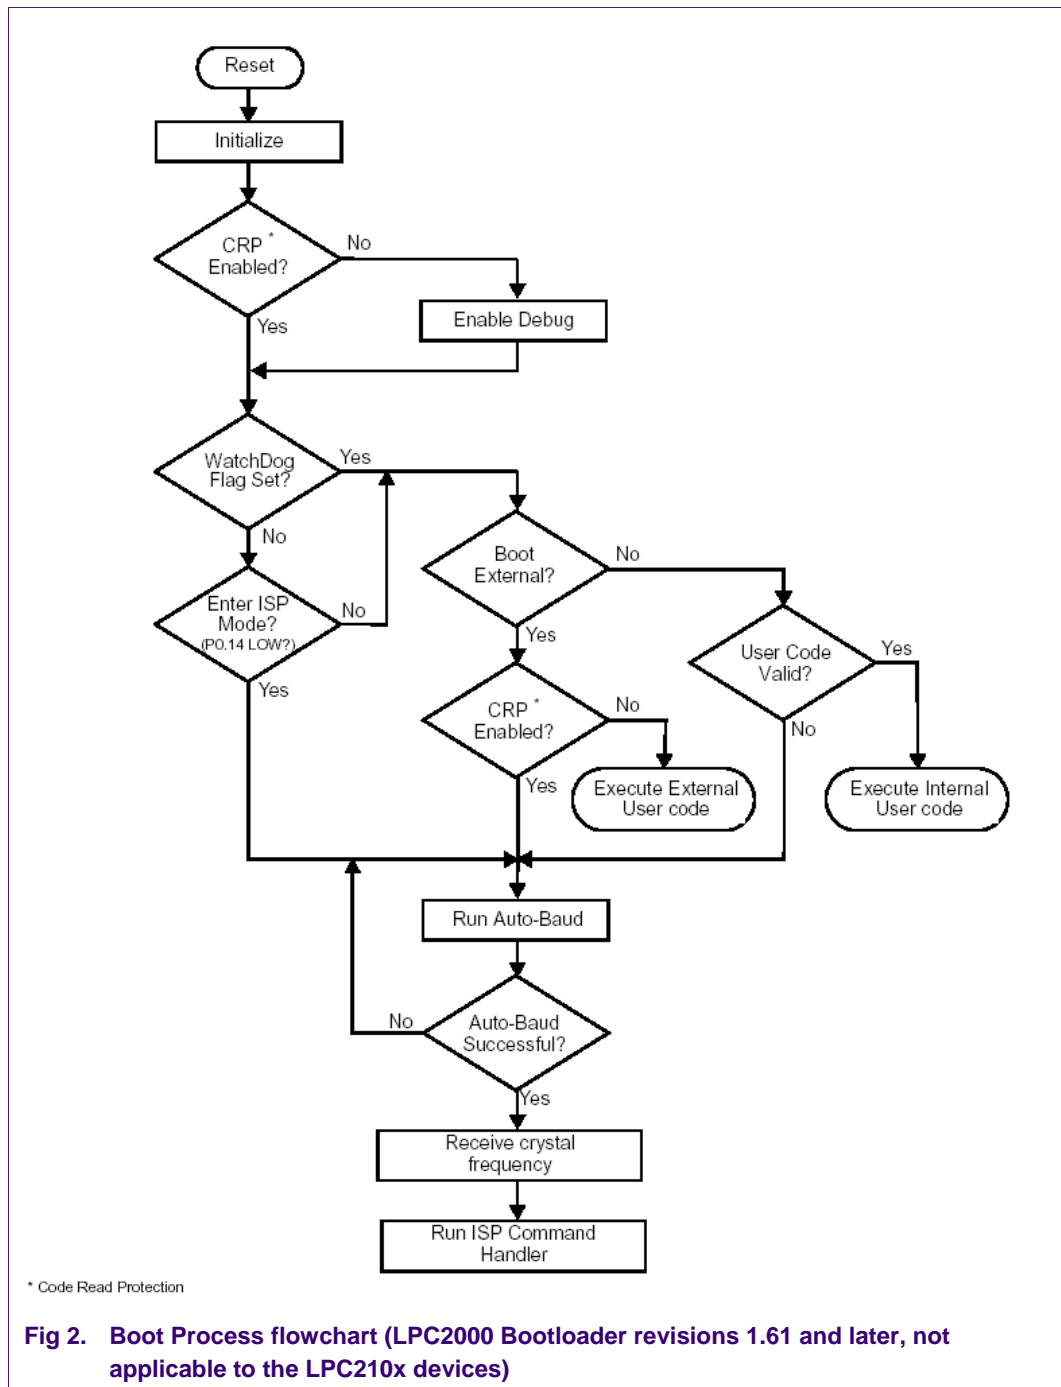 Reset
Initialize
CRP *
Enabled?
No
Enable Debug
Yes
WatchDog
Flag Set?
Yes
No
Boot
External?
No
Enter ISP
Mode?
(P0.14 LOW?)
No
Yes
Yes
User Code
Valid?
Yes
CRP *
Enabled?
No
No
Yes
Execute External
User code
Execute Internal
User code
Run Auto-Baud
Auto-Baud
Successful?
No
Yes
Receive crystal
frequency
Run ISP Command
Handler
* Code Read Protection
Fig 2. Boot Process flowchart (LPC2000 Bootloader revisions 1.61 and later, not
applicable to the LPC210x devices)